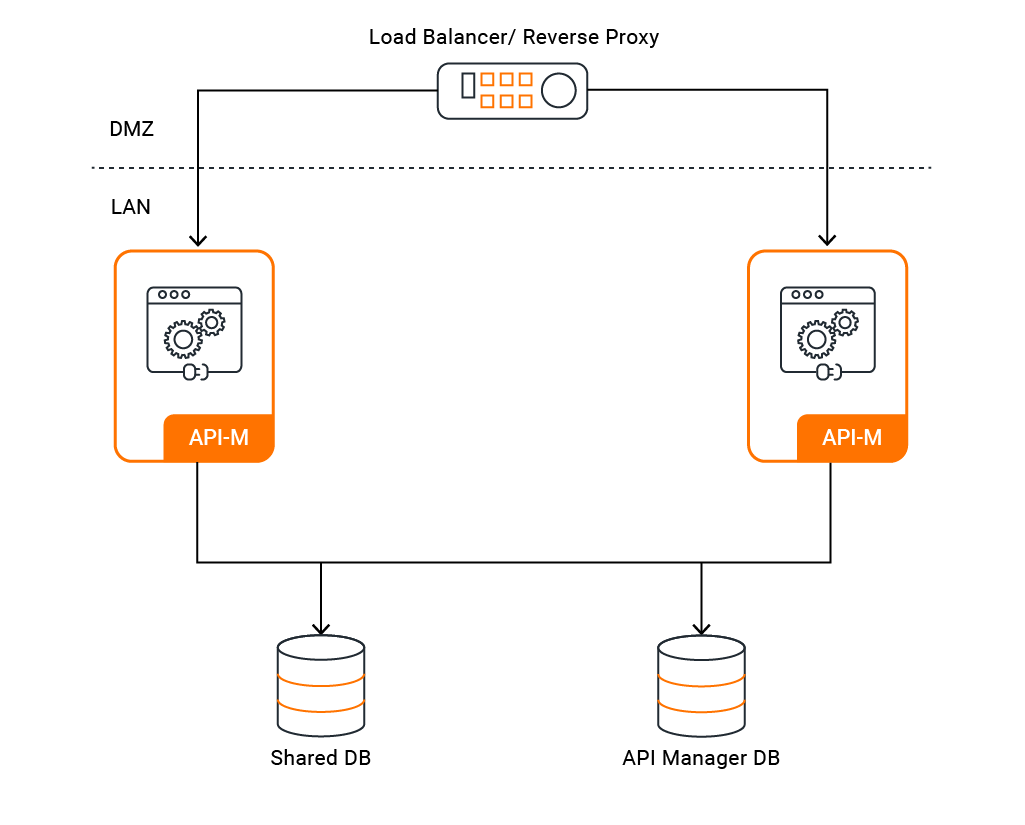 Load Balancer/ Reverse Proxy
DMZ
LAN
API-M
API-M
Shared DB
API Manager DB